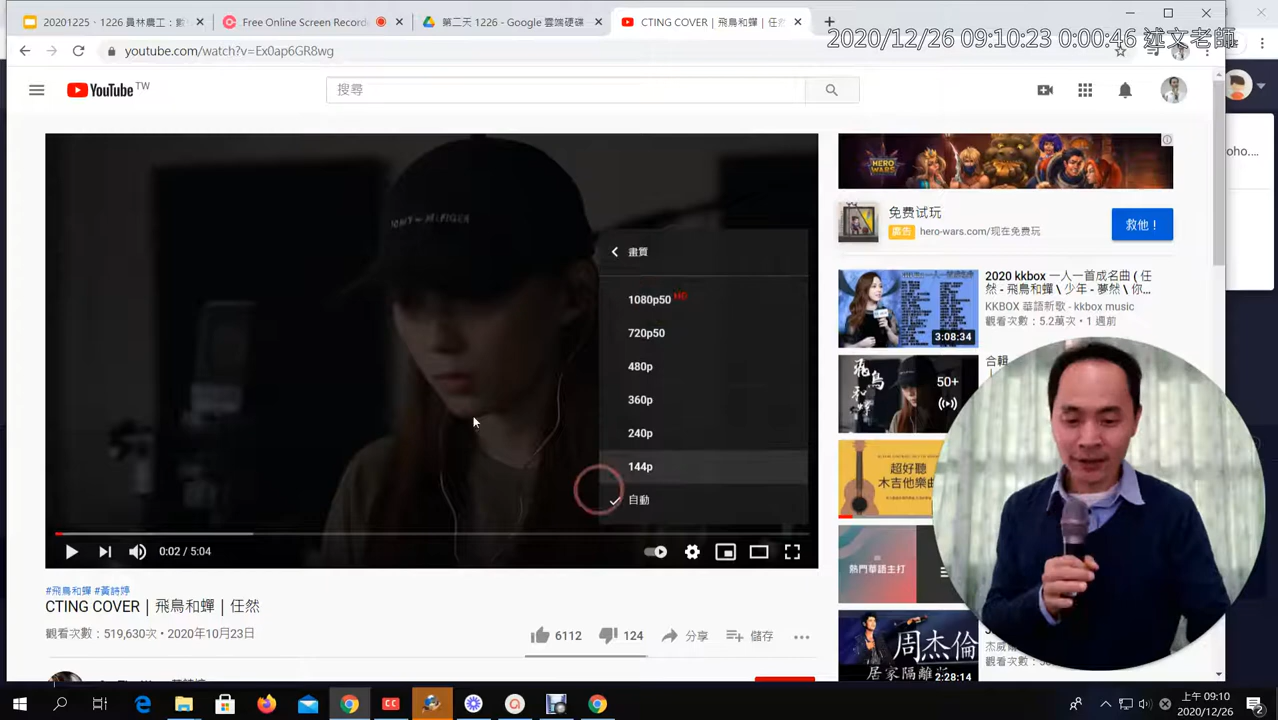 20201225 - 1226 員林農工：數
Free Online Screen Record
第二天 1226 - Google 雲端硬碟
CTING COVER｜飛鳥和蟬｜任然
youtube.com/watch?v=Ex0ap6GR8wg
2020/12/26 09:10:23 0:00:46 述文老師
YouTube TW
搜尋
oho....
HERO WARS
免费试玩
廣告 hero-wars.com/现在免费玩
救他！
畫質
1080p50 HD
720p50
480p
360p
240p
144p
自動
2020 kkbox 一人一首成名曲 ( 任
然 - 飛鳥和蟬 \ 少年 - 夢然 \ 你...
KKBOX 華語新歌 - kkbox music
觀看次數：5.2萬次 • 1 週前
3:08:34
合輯
飛鳥和蟬
50+
超好聽
木吉他樂曲
熱門華語主打
周杰倫
2:28:14
0:02 / 5:04
#飛鳥和蟬 #黃詩婷
CTING COVER｜飛鳥和蟬｜任然
觀看次數：519,630次 • 2020年10月23日
6112
124
分享
儲存
上午 09:10
2020/12/26
2